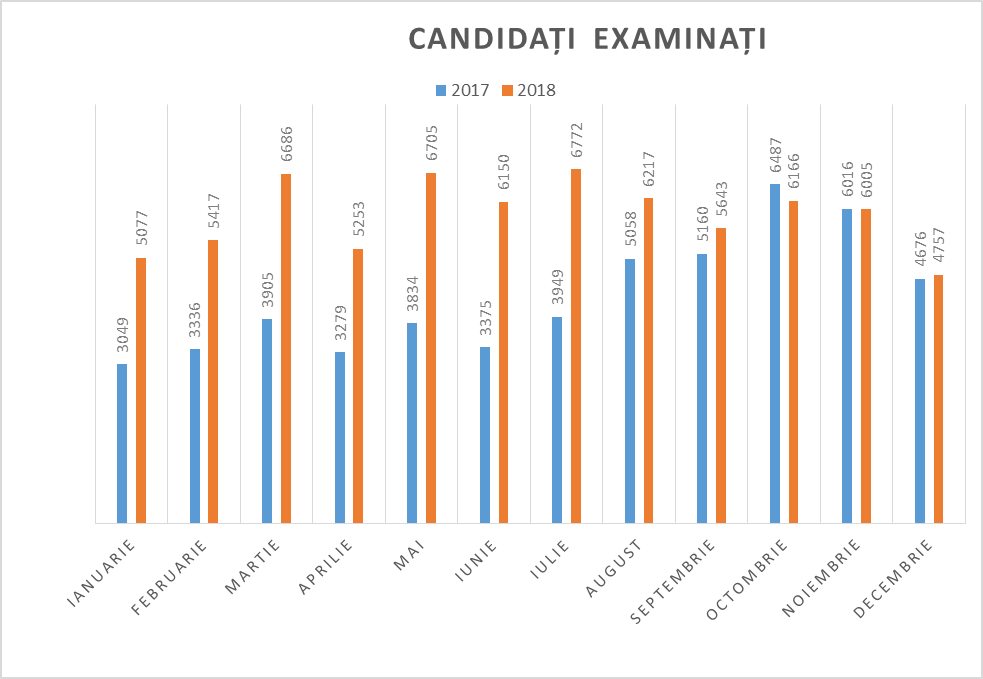 CANDIDAȚI EXAMINAȚI
2017 2018
3049
5077
3336
5417
3905
6686
3279
5253
3834
6705
3375
6150
3949
6772
5058
6217
5160
5643
6487
6166
6016
6005
4676
4757
IANUARIE
FEBRUARIE
MARTIE
APRILIE
MAI
IUNIE
IULIE
AUGUST
SEPTEMBRIE
OCTOMBRIE
NOIEMBRIE
DECEMBRIE